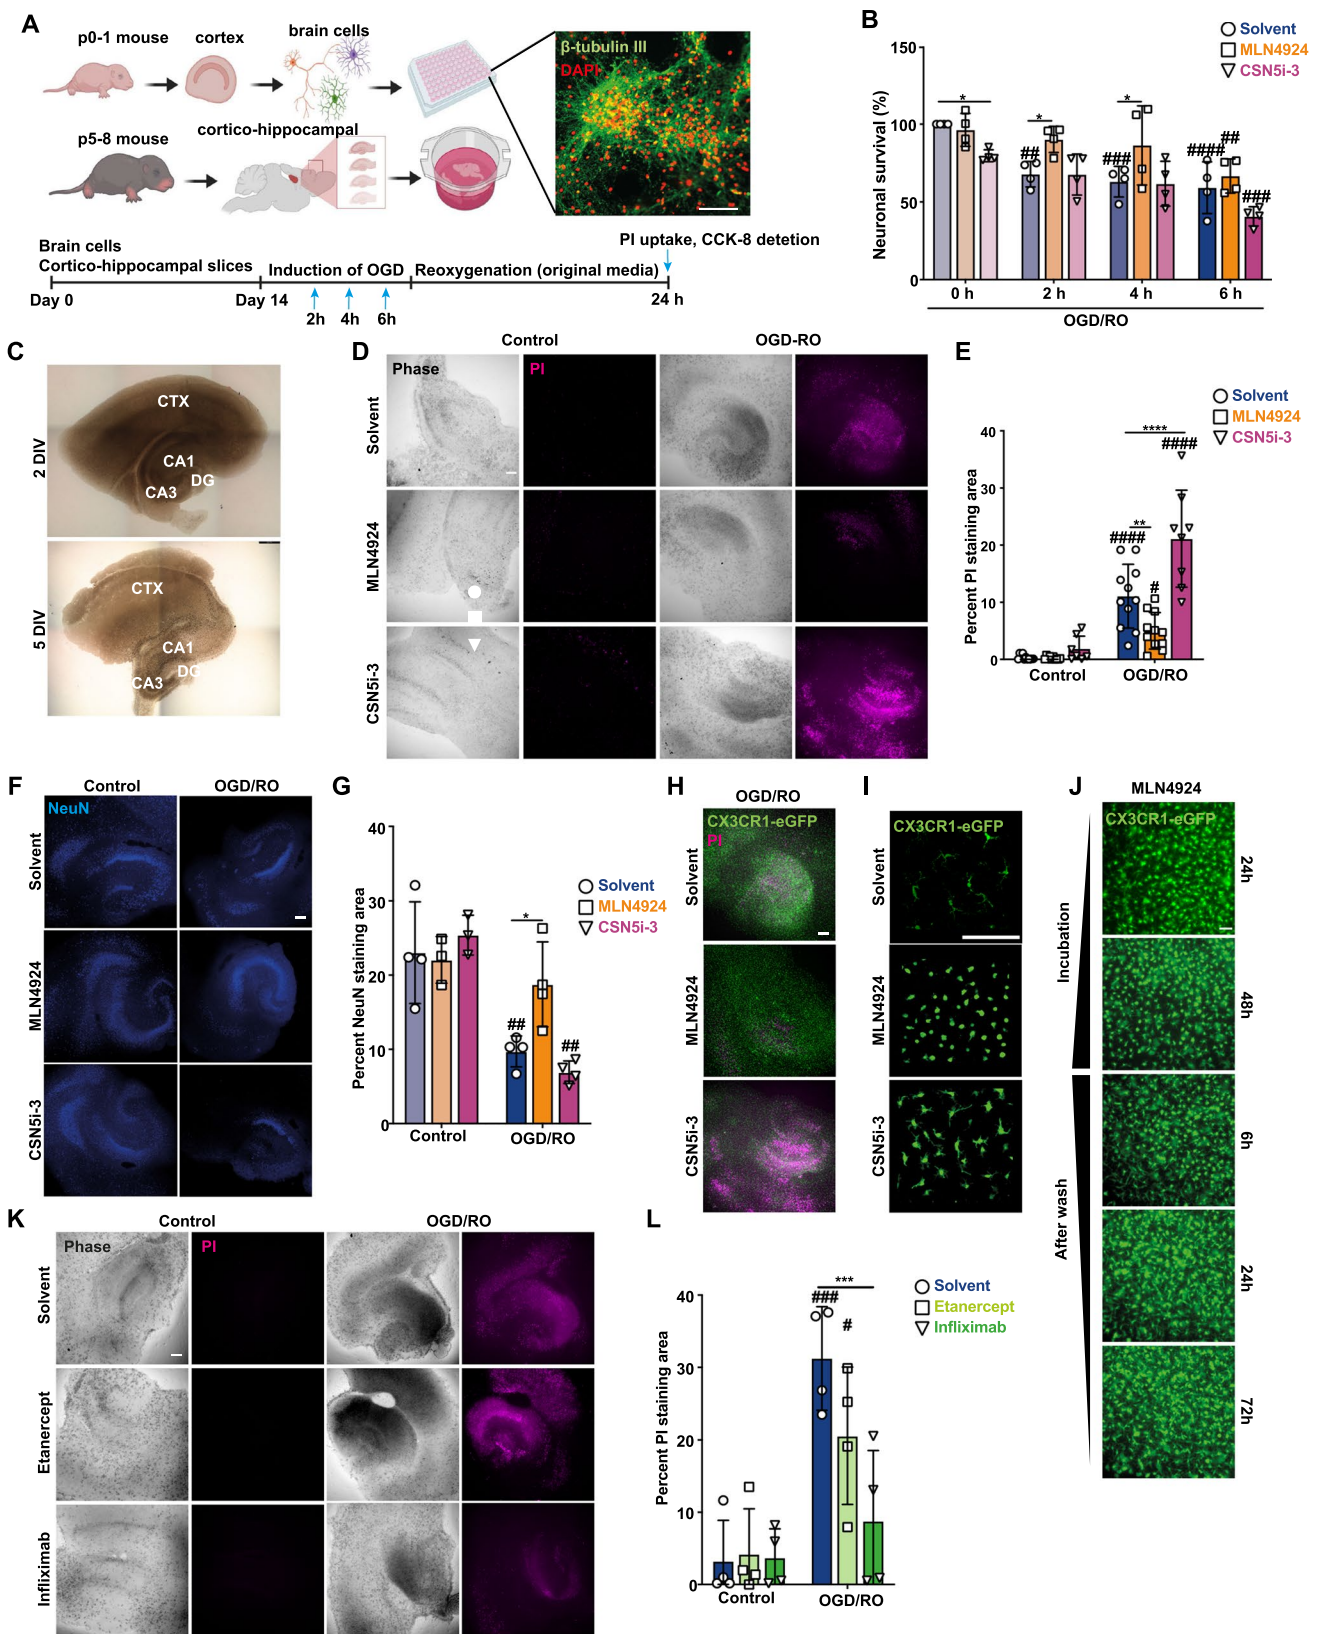 A
p0-1 mouse
cortex
brain cells
β-tubulin III
DAPI
p5-8 mouse
cortico-hippocampal
PI uptake, CCK-8 detetion
Brain cells
Cortico-hippocampal slices
Induction of OGD
Reoxygenation (original media)
Day 0
Day 14
24 h
2h
4h
6h
B
Solvent
MLN4924
CSN5i-3
Neuronal survival (%)
150
100
50
0
*
##
*
###
*
####
##
###
0 h
2 h
4 h
6 h
OGD/RO
C
2 DIV
CTX
CA1
DG
CA3
5 DIV
CTX
CA1
DG
CA3
D
Control
OGD-RO
Phase
PI
Solvent
MLN4924
CSN5i-3
E
Solvent
MLN4924
CSN5i-3
Percent PI staining area
40
30
20
10
0
****
####
**
####
#
Control
OGD/RO
F
Control
OGD/RO
NeuN
Solvent
MLN4924
CSN5i-3
G
Percent NeuN staining area
40
30
20
10
0
Solvent
MLN4924
CSN5i-3
*
##
##
Control
OGD/RO
H
OGD/RO
CX3CR1-eGFP
PI
Solvent
MLN4924
CSN5i-3
I
CX3CR1-eGFP
Solvent
MLN4924
CSN5i-3
J
MLN4924
CX3CR1-eGFP
Incubation
24h
48h
After wash
6h
24h
72h
K
Control
OGD/RO
Phase
PI
Solvent
Etanercept
Infliximab
L
Solvent
Etanercept
Infliximab
Percent PI staining area
40
30
20
10
0
***
###
#
Control
OGD/RO